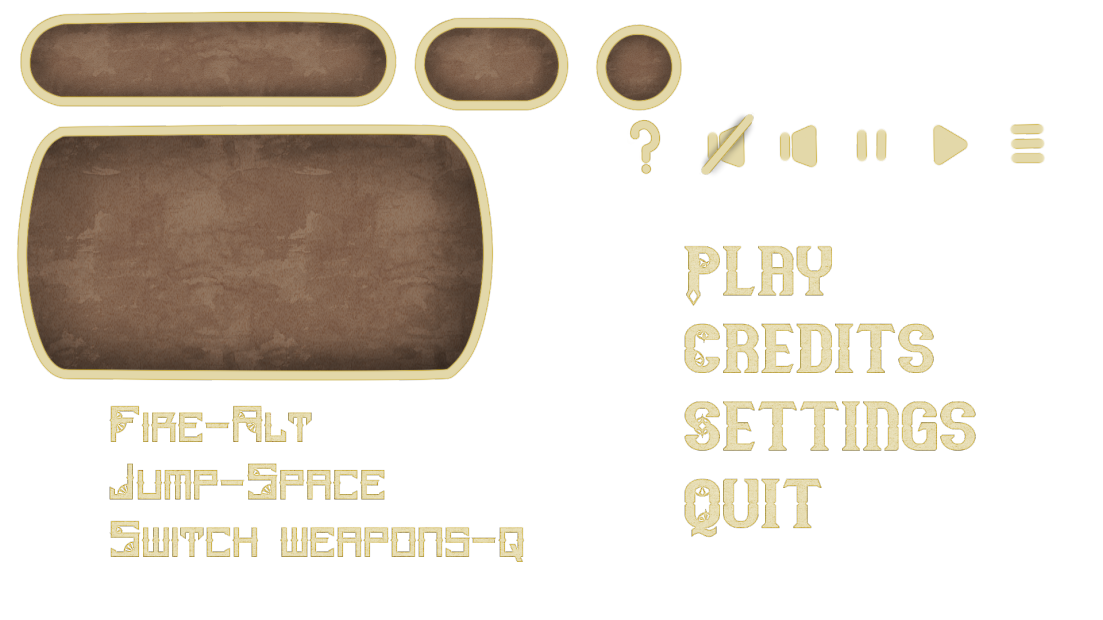 PLAY
CREDITS
SETTINGS
QUIT
FIRE-ALT
JUMP-SPACE
SWITCH WEAPONS-Q